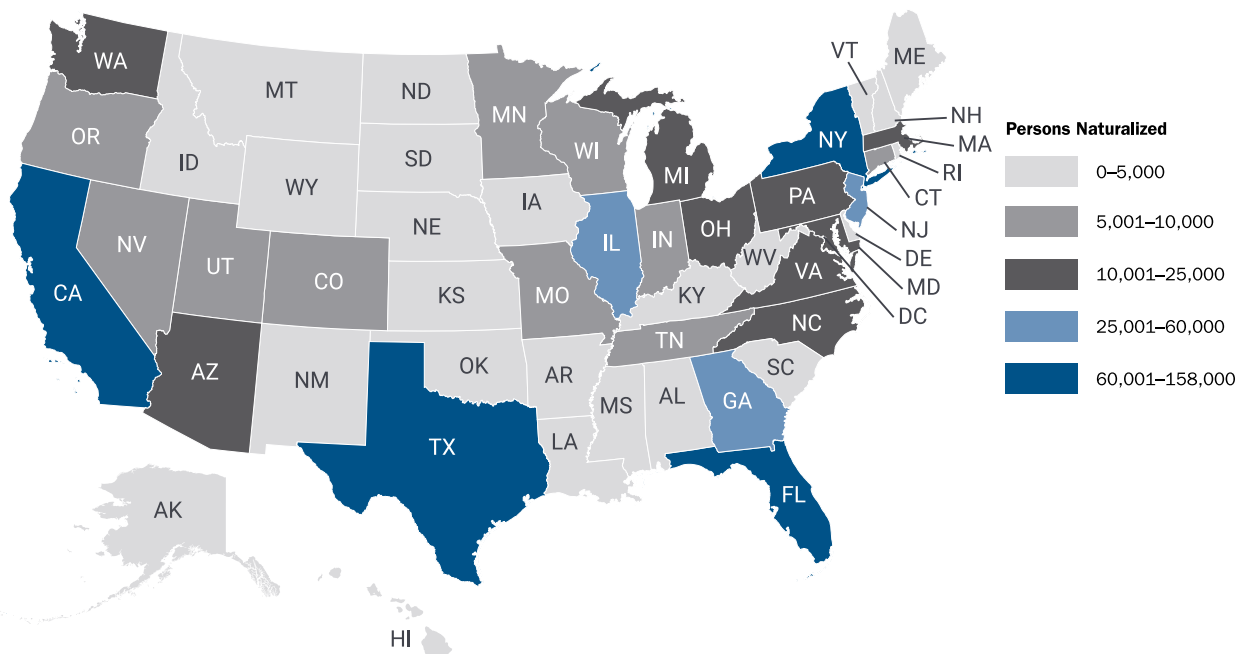 WA
MT
ND
MN
VT
ME
OR
ID
SD
WI
NY
NH
MA
WY
MI
RI
IA
CT
NE
PA
NV
UT
IL
IN
OH
NJ
CA
CO
KS
MO
WV
DE
KY
VA
MD
DC
AZ
NM
OK
TN
NC
AR
SC
MS
AL
GA
TX
LA
FL
AK
HI
Persons Naturalized
0–5,000
5,001–10,000
10,001–25,000
25,001–60,000
60,001–158,000